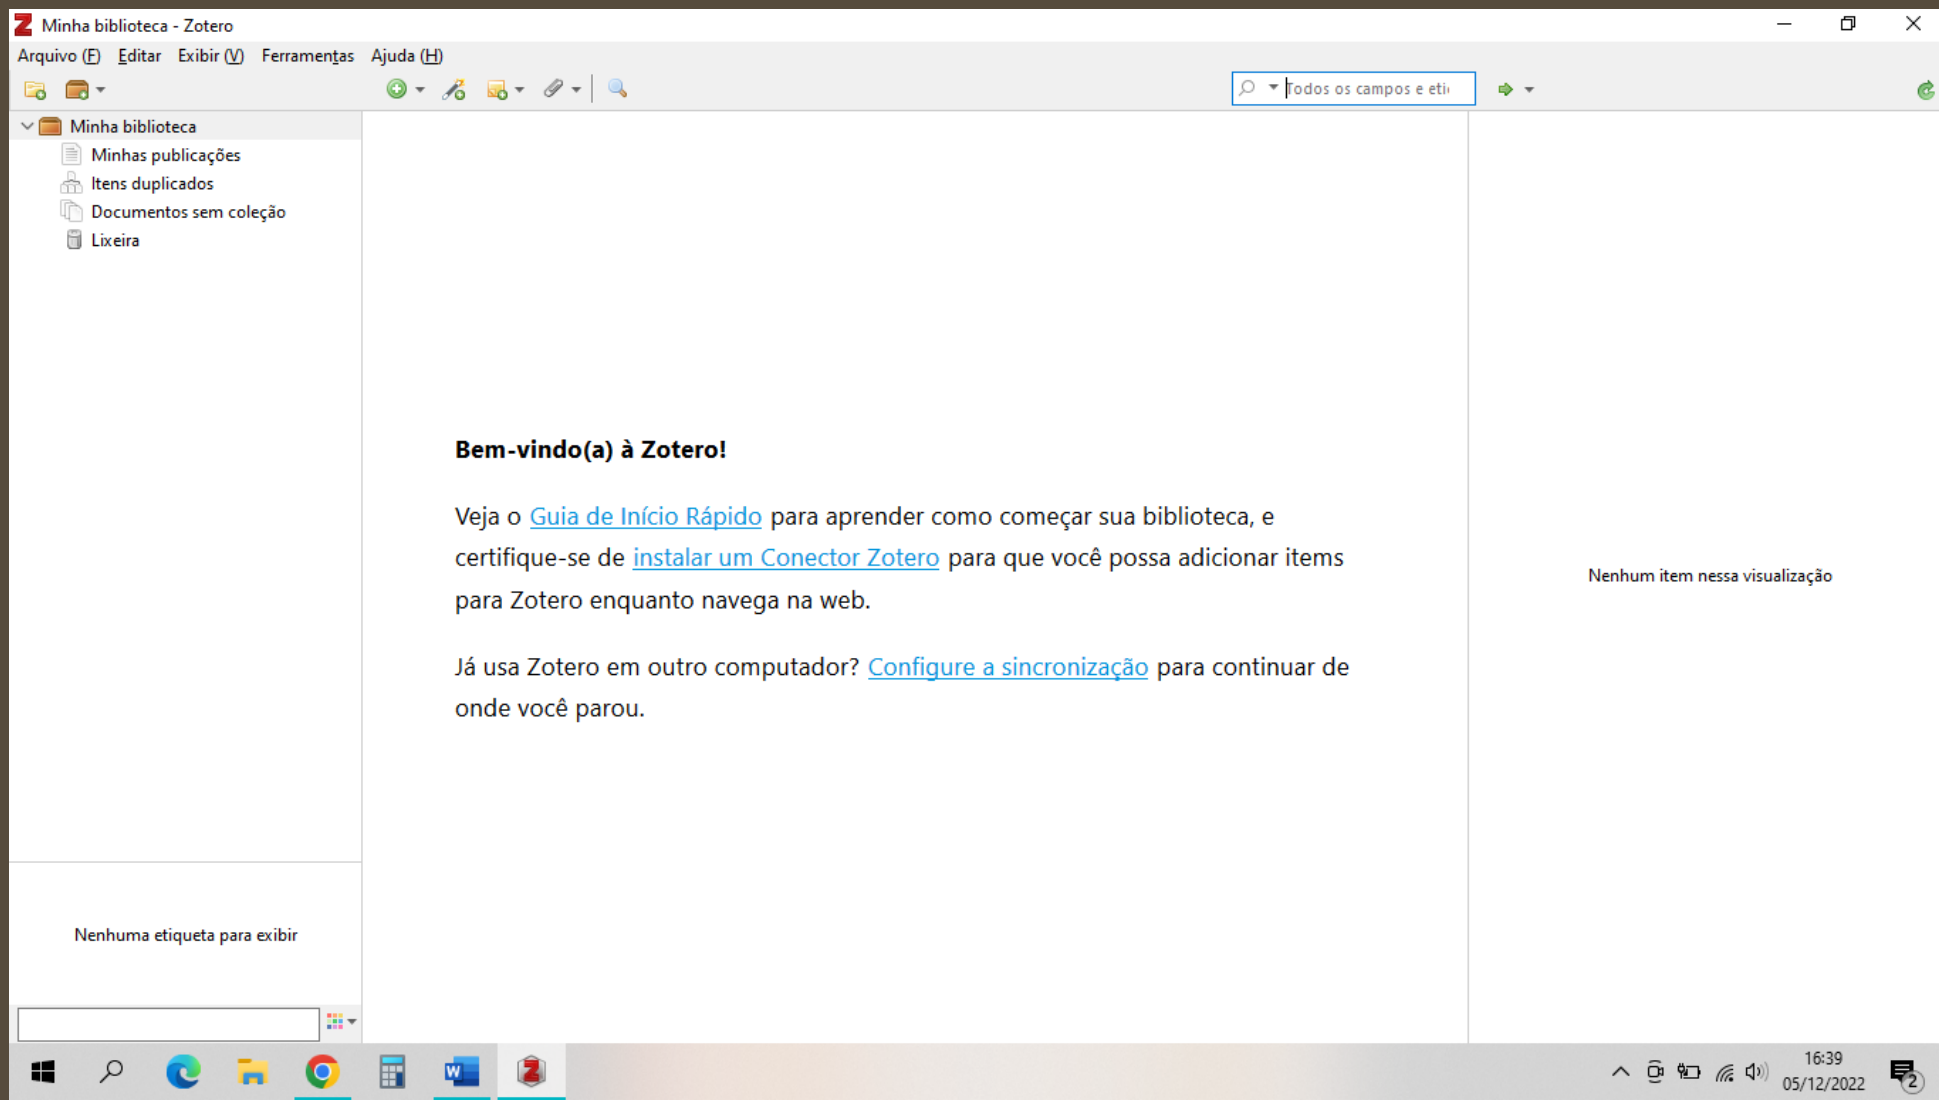 Minha biblioteca - Zotero
Arquivo (F) Editar Exibir (V) Ferramentas Ajuda (H)
Todos os campos e eti
Minha biblioteca
Minhas publicações
Itens duplicados
Documentos sem coleção
Lixeira
Bem-vindo(a) à Zotero!
Veja o Guia de Início Rápido para aprender como começar sua biblioteca, e
certifique-se de instalar um Conector Zotero para que você possa adicionar items
para Zotero enquanto navega na web.
Já usa Zotero em outro computador? Configure a sincronização para continuar de
onde você parou.
Nenhum item nessa visualização
Nenhuma etiqueta para exibir
16:39
05/12/2022
2